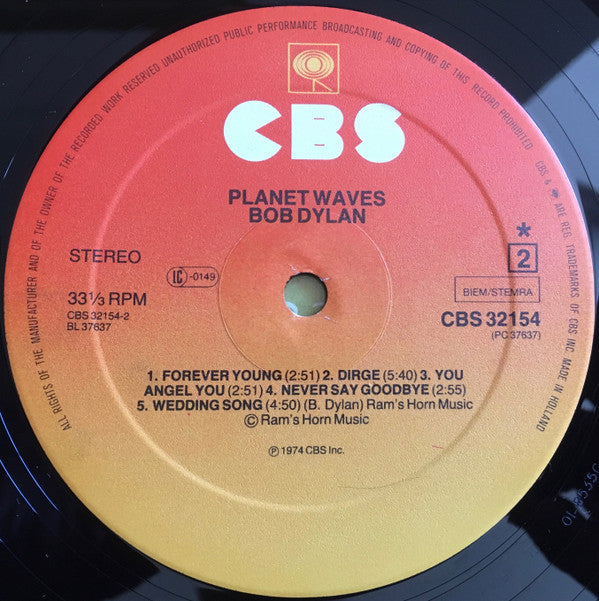 ALL RIGHTS OF THE MANUFACTURER AND OF THE OWNER OF THE RECORDED WORK RESERVED UNAUTHORIZED PUBLIC PERFORMANCE BROADCASTING AND COPYING OF THIS RECORD PROHIBITED CBS & ARE REG. TRADEMARKS OF CBS INC MADE IN HOLLAND
CBS
PLANET WAVES
BOB DYLAN
STEREO
LC-0149
*
2
33⅓ RPM
BIEM/STEMRA
CBS 32154-2
CBS 32154
BL 37637
(PC 37637)
1. FOREVER YOUNG (2:51) 2. DIRGE (5:40) 3. YOU
ANGEL YOU (2:51) 4. NEVER SAY GOODBYE (2:55)
5. WEDDING SONG (4:50) (B. Dylan) Ram's Horn Music
© Ram's Horn Music
℗ 1974 CBS Inc.